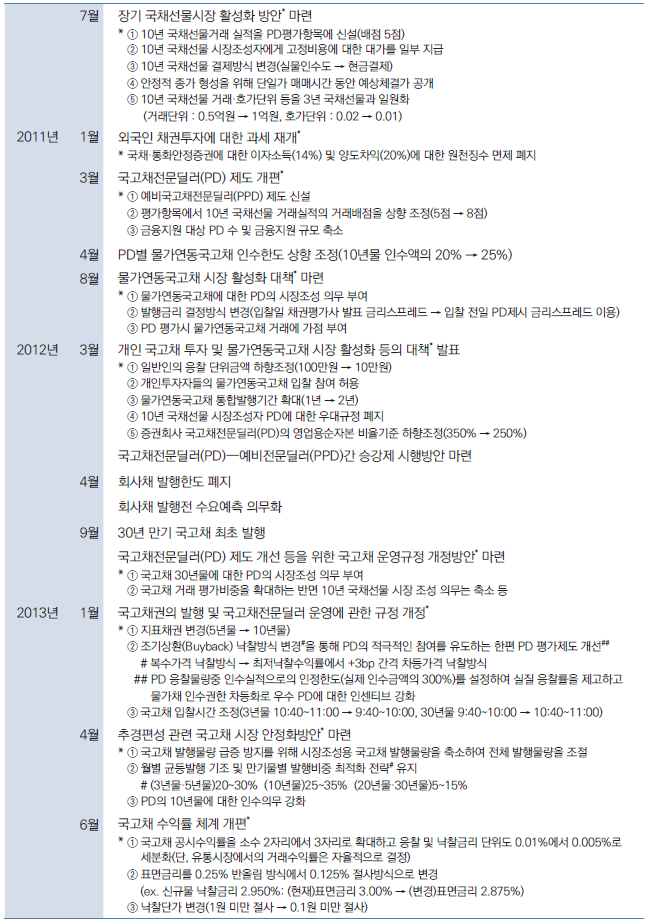 7월 장기 국채선물시장 활성화 방안* 마련
* ① 10년 국채선물거래 실적을 PD평가항목에 신설(배점 5점)
② 10년 국채선물 시장조성자에게 고정비용에 대한 대가를 일부 지급
③ 10년 국채선물 결제방식 변경(실물인수도 → 현금결제)
④ 안정적 종가 형성을 위해 단일가 매매시간 동안 예상체결가 공개
⑤ 10년 국채선물 거래·호가단위 등을 3년 국채선물과 일원화
(거래단위 : 0.5억원 → 1억원, 호가단위 : 0.02 → 0.01)
2011년 1월 외국인 채권투자에 대한 과세 재개*
* 국채·통화안정증권에 대한 이자소득(14%) 및 양도차익(20%)에 대한 원천징수 면제 폐지
3월 국고채전문딜러(PD) 제도 개편*
* ① 예비국고채전문딜러(PPD) 제도 신설
② 평가항목에서 10년 국채선물 거래실적의 거래배점을 상향 조정(5점 → 8점)
③ 금융지원 대상 PD 수 및 금융지원 규모 축소
4월 PD별 물가연동국고채 인수한도 상향 조정(10년물 인수액의 20% → 25%)
8월 물가연동국고채 시장 활성화 대책* 마련
* ① 물가연동국고채에 대한 PD의 시장조성 의무 부여
② 발행금리 결정방식 변경(입찰일 채권평가사 발표 금리스프레드 → 입찰 전일 PD제시 금리스프레드 이용)
③ PD 평가시 물가연동국고채 거래에 가점 부여
2012년 3월 개인 국고채 투자 및 물가연동국고채 시장 활성화 등의 대책* 발표
* ① 일반인의 응찰 단위금액 하향조정(100만원 → 10만원)
② 개인투자자들의 물가연동국고채 입찰 참여 허용
③ 물가연동국고채 통합발행기간 확대(1년 → 2년)
④ 10년 국채선물 시장조성자 PD에 대한 우대규정 폐지
⑤ 증권회사 국고채전문딜러(PD)의 영업용순자본 비율기준 하향조정(350% → 250%)
국고채전문딜러(PD)—예비전문딜러(PPD)간 승강제 시행방안 마련
4월 회사채 발행한도 폐지
회사채 발행전 수요예측 의무화
9월 30년 만기 국고채 최초 발행
국고채전문딜러(PD) 제도 개선 등을 위한 국고채 운영규정 개정방안* 마련
* ① 국고채 30년물에 대한 PD의 시장조성 의무 부여
② 국고채 거래 평가비중을 확대하는 반면 10년 국채선물 시장 조성 의무는 축소 등
2013년 1월 국고채권의 발행 및 국고채전문딜러 운영에 관한 규정 개정*
* ① 지표채권 변경(5년물 → 10년물)
② 조기상환(Buyback) 낙찰방식 변경#을 통해 PD의 적극적인 참여를 유도하는 한편 PD 평가제도 개선##
# 복수가격 낙찰방식 → 최저낙찰수익률에서 +3bp 간격 차등가격 낙찰방식
## PD 응찰물량중 인수실적으로의 인정한도(실제 인수금액의 300%)를 설정하여 실질 응찰률을 제고하고
물가채 인수권한 차등화로 우수 PD에 대한 인센티브 강화
③ 국고채 입찰시간 조정(3년물 10:40~11:00 → 9:40~10:00, 30년물 9:40~10:00 → 10:40~11:00)
4월 추경편성 관련 국고채 시장 안정화방안* 마련
* ① 국고채 발행물량 급증 방지를 위해 시장조성용 국고채 발행물량을 축소하여 전체 발행물량을 조절
② 월별 균등발행 기조 및 만기물별 발행비중 최적화 전략# 유지
# (3년물·5년물)20~30% (10년물)25~35% (20년물·30년물)5~15%
③ PD의 10년물에 대한 인수의무 강화
6월 국고채 수익률 체계 개편*
* ① 국고채 공시수익률을 소수 2자리에서 3자리로 확대하고 응찰 및 낙찰금리 단위도 0.01%에서 0.005%로
세분화(단, 유통시장에서의 거래수익률은 자율적으로 결정)
② 표면금리를 0.25% 반올림 방식에서 0.125% 절사방식으로 변경
(ex. 신규물 낙찰금리 2.950%: (현재)표면금리 3.00% → (변경)표면금리 2.875%)
③ 낙찰단가 변경(1원 미만 절사 → 0.1원 미만 절사)